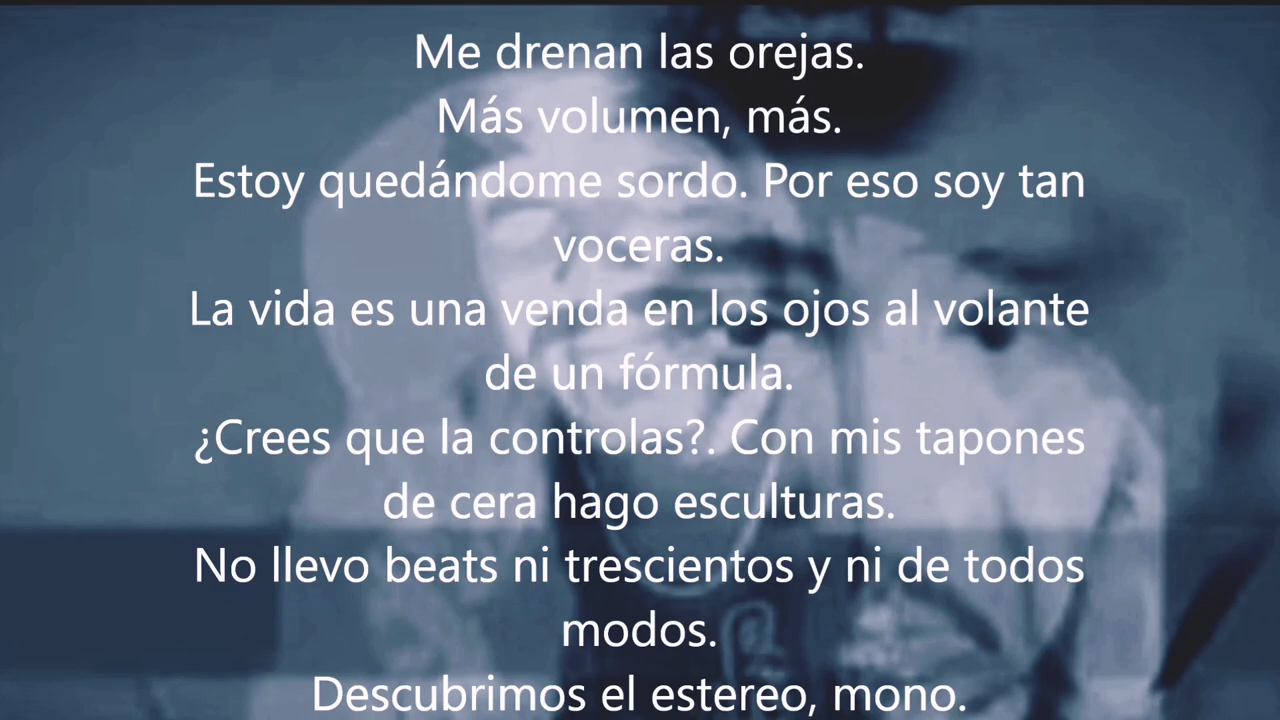 Me drenan las orejas.
Más volumen, más.
Estoy quedándome sordo. Por eso soy tan
voceras.
La vida es una venda en los ojos al volante
de un fórmula.
¿Crees que la controlas?. Con mis tapones
de cera hago esculturas.
No llevo beats ni trescientos y ni de todos
modos.
Descubrimos el estereo, mono.